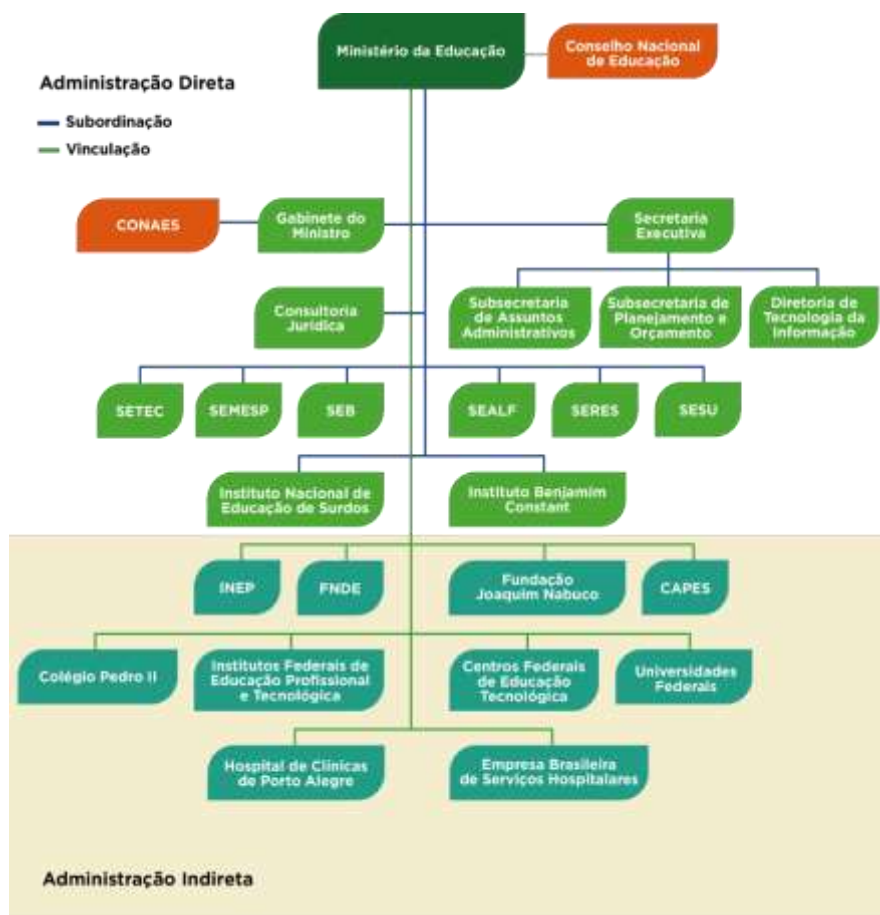 Ministério da Educação
Conselho Nacional
de Educação
Administração Direta
Subordinação
Vinculação
CONAES
Gabinete do
Ministro
Secretaria
Executiva
Consultoria
Jurídica
Subsecretaria
de Assuntos
Administrativos
Subsecretaria de
Planejamento e
Orçamento
Diretoria de
Tecnologia da
Informação
SETEC
SEMESP
SEB
SEALF
SERES
SESU
Instituto Nacional de
Educação de Surdos
Instituto Benjamim
Constant
INEP
FNDE
Fundação
Joaquim Nabuco
CAPES
Colégio Pedro II
Institutos Federais de
Educação Profissional
e Tecnológica
Centros Federais
de Educação
Tecnológica
Universidades
Federais
Hospital de Clínicas
de Porto Alegre
Empresa Brasileira
de Serviços Hospitalares
Administração Indireta